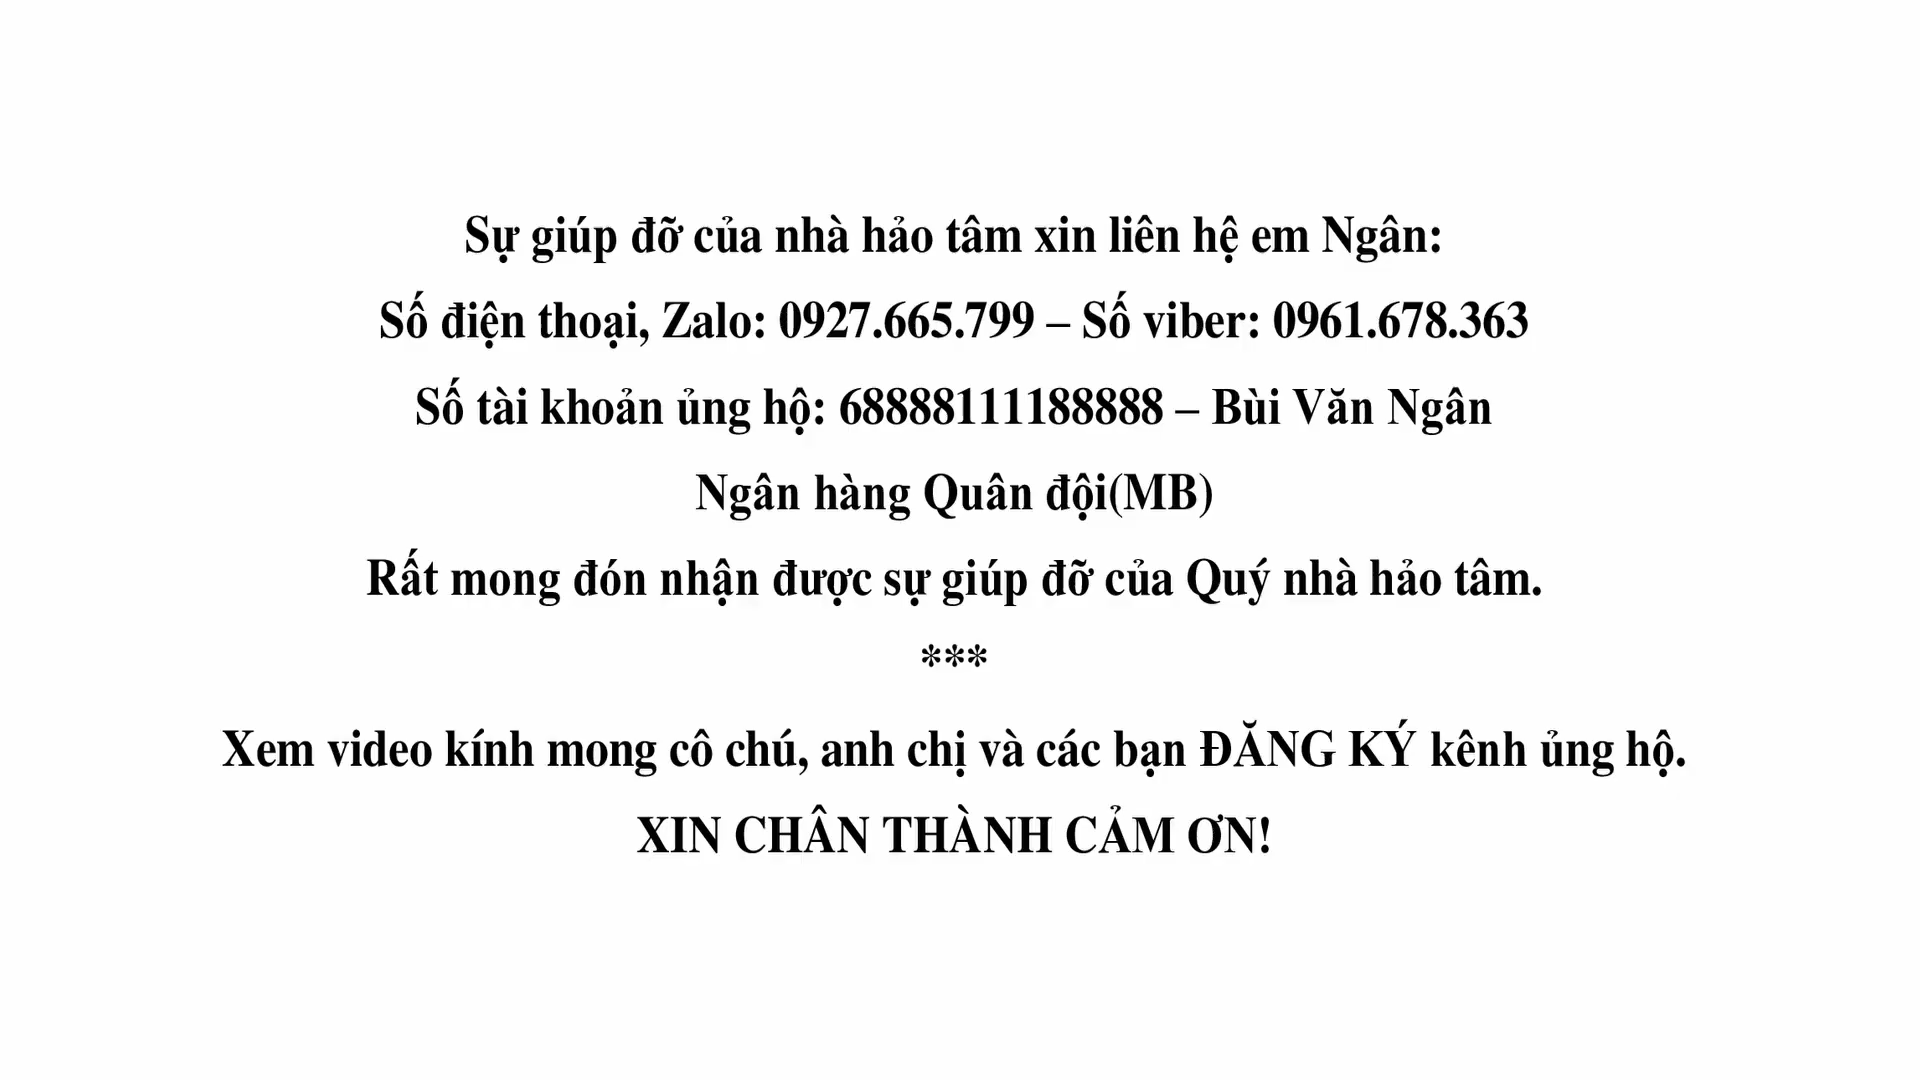 Sự giúp đỡ của nhà hảo tâm xin liên hệ em Ngân:
Số điện thoại, Zalo: 0927.665.799 – Số viber: 0961.678.363
Số tài khoản ủng hộ: 68888111188888 – Bùi Văn Ngân
Ngân hàng Quân đội(MB)
Rất mong đón nhận được sự giúp đỡ của Quý nhà hảo tâm.
***
Xem video kính mong cô chú, anh chị và các bạn ĐĂNG KÝ kênh ủng hộ.
XIN CHÂN THÀNH CẢM ƠN!